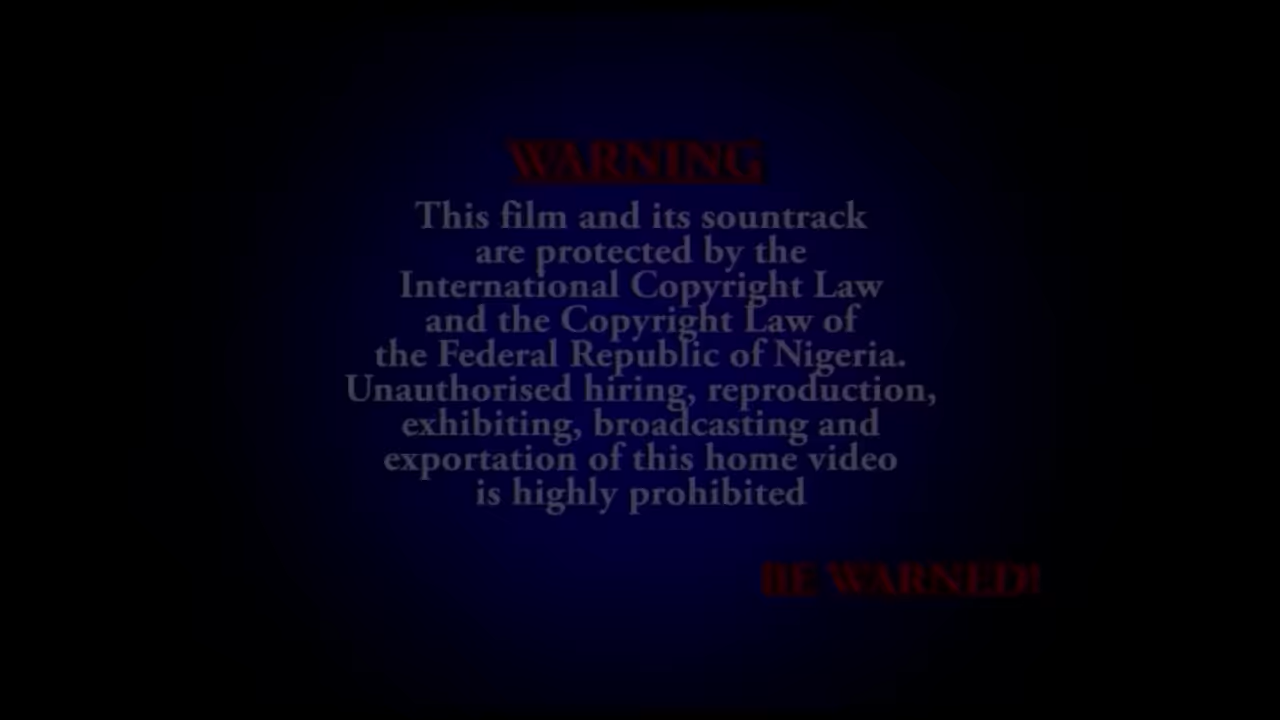 WARNING
This film and its sountrack
are protected by the
International Copyright Law
and the Copyright Law of
the Federal Republic of Nigeria.
Unauthorised hiring, reproduction,
exhibiting, broadcasting and
exportation of this home video
is highly prohibited
BE WARNED!